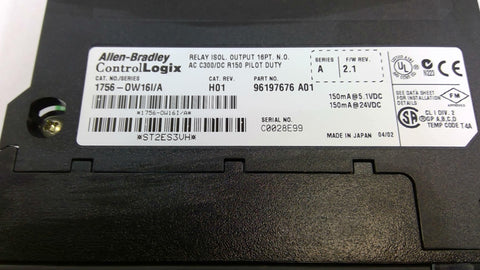 Allen-Bradley
ControlLogix
RELAY ISOL. OUTPUT 16PT. N.O.
AC C300/DC R150 PILOT DUTY
SERIES
A
F/W REV.
2.1
CAT. NO./SERIES
1756-OW16I/A
CAT. REV.
H01
PART NO.
96197676 A01
150mA@5.1VDC
150mA@24VDC
*1756-OW16I/A*
*ST2ES3VH*
SERIAL NO.
C0028E99
MADE IN JAPAN 04/02
N223
SEE DATA SHEET
FOR INSTALLATION
INFORMATION
FM
CL I DIV. 2
GP A,B,C,D
TEMP CODE T4A